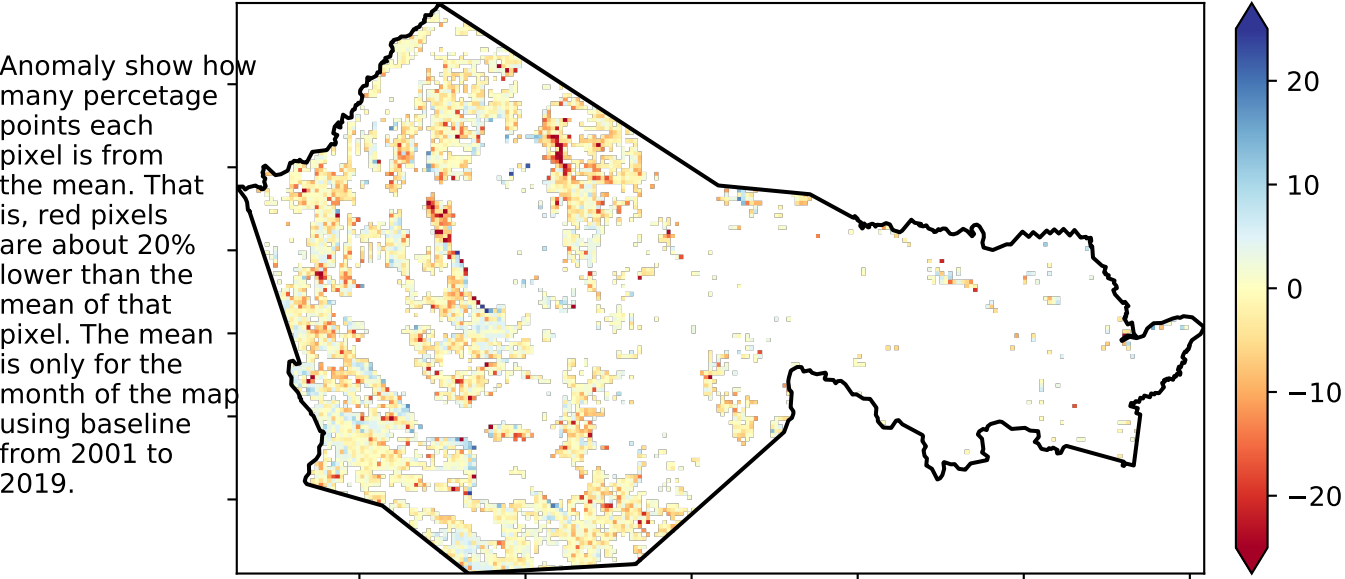 Anomaly show how
many percetage
points each
pixel is from
the mean. That
is, red pixels
are about 20%
lower than the
mean of that
pixel. The mean
is only for the
month of the map
using baseline
from 2001 to
2019.
20
10
0
−10
−20